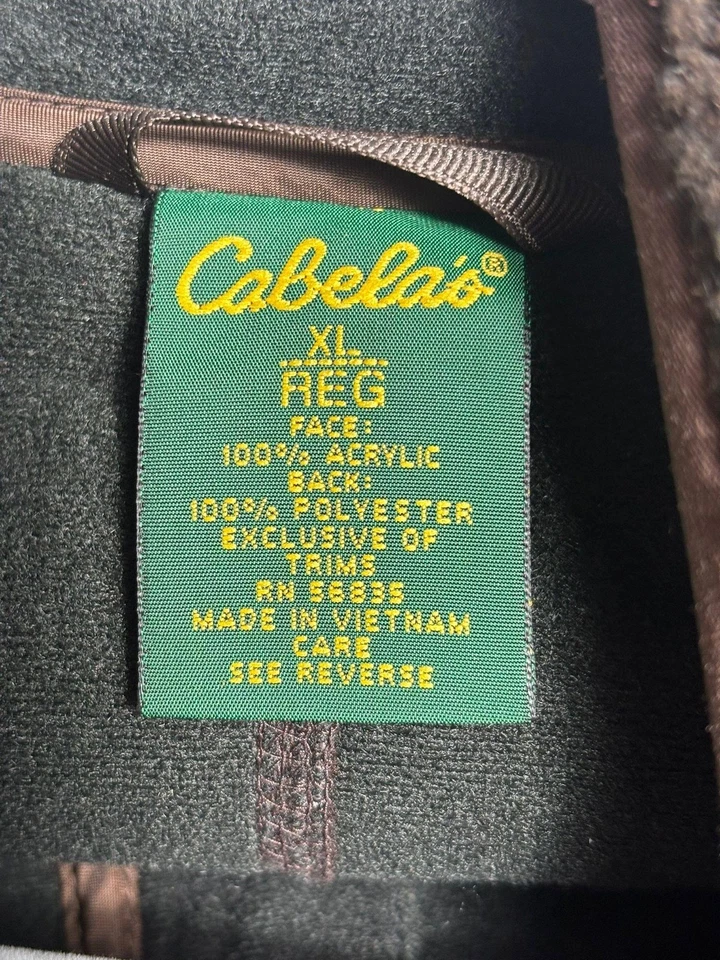 Cabela's®
XL
REG
FACE:
100% ACRYLIC
BACK:
100% POLYESTER
EXCLUSIVE OF
TRIMS
RN 56835
MADE IN VIETNAM
CARE
SEE REVERSE